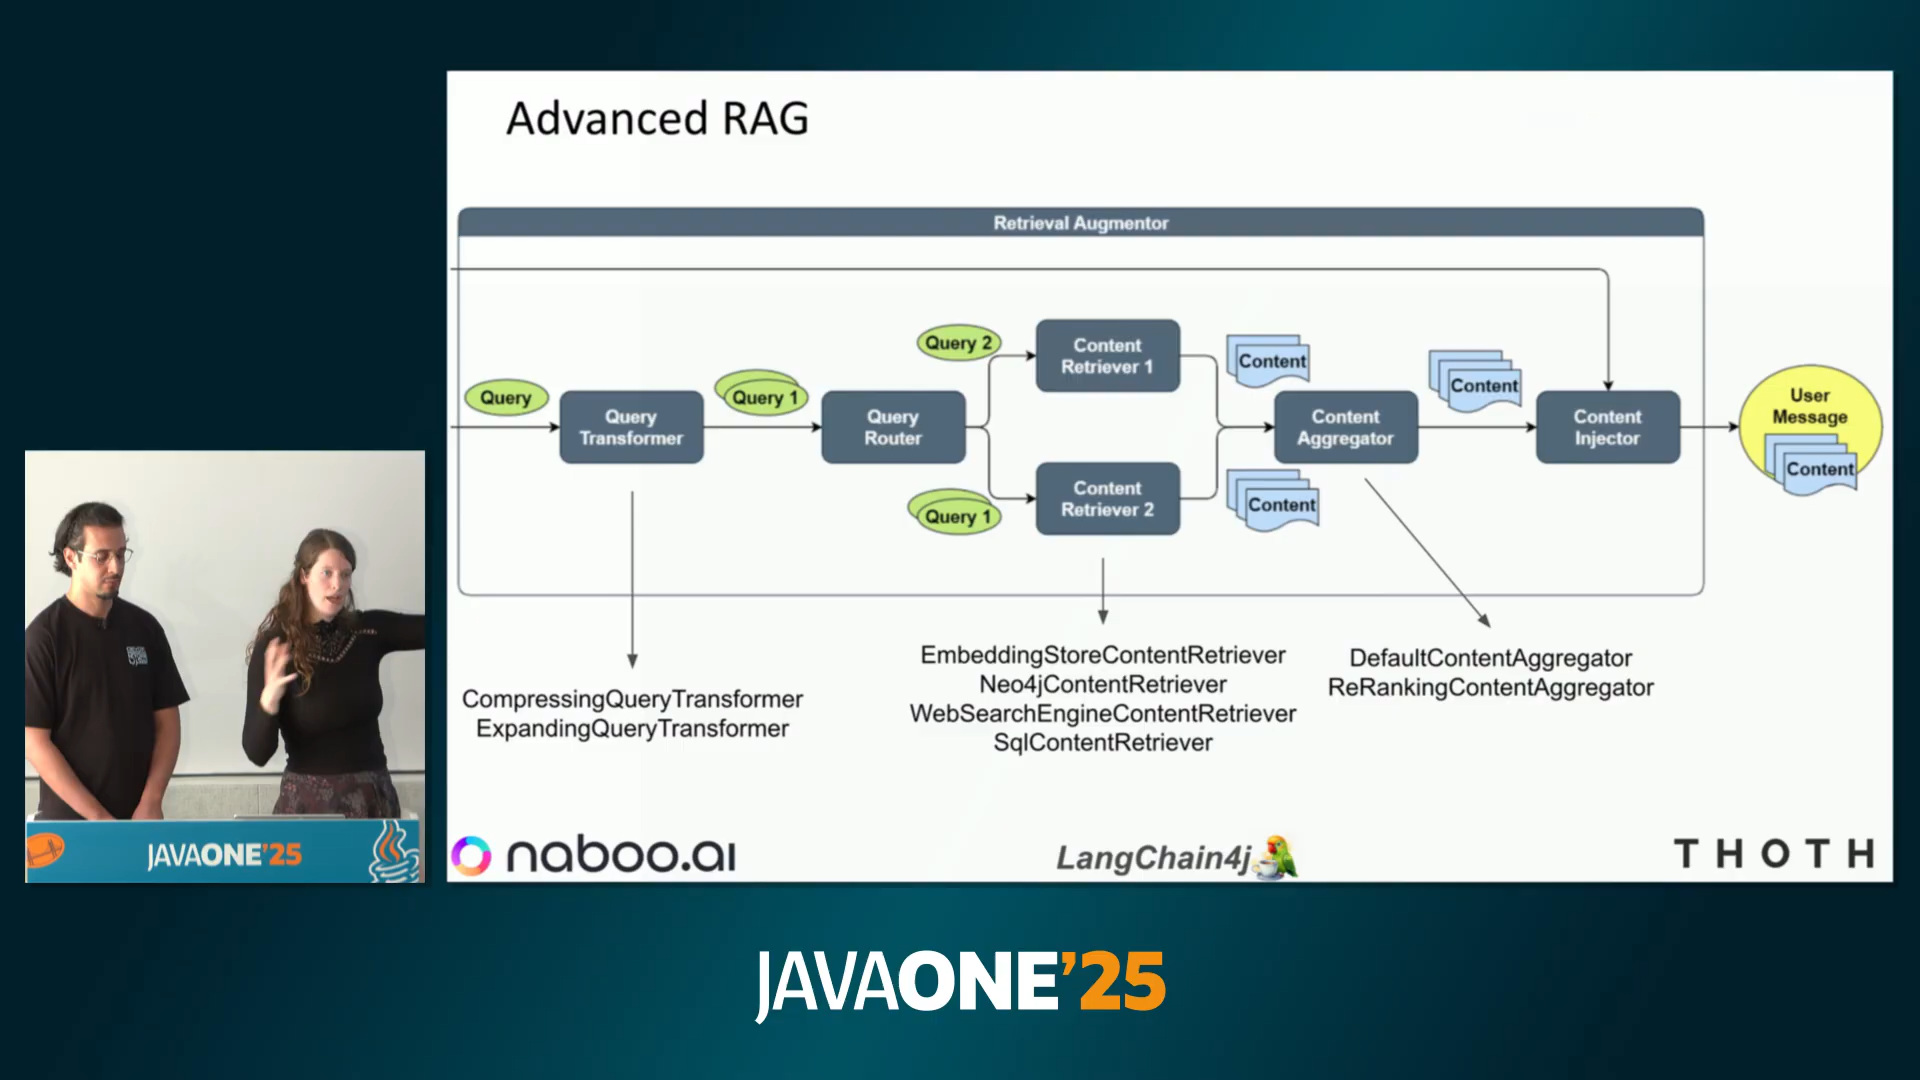 Advanced RAG
Retrieval Augmentor
Query
Query
Transformer
Query 1
Query
Router
Query 2
Query 1
Content
Retriever 1
Content
Retriever 2
Content
Content
Content
Aggregator
Content
Content
Injector
User
Message
Content
CompressingQueryTransformer
ExpandingQueryTransformer
EmbeddingStoreContentRetriever
Neo4jContentRetriever
WebSearchEngineContentRetriever
SqlContentRetriever
DefaultContentAggregator
ReRankingContentAggregator
naboo.ai
LangChain4j
THOTH
JAVAONE'25
JAVAONE'25